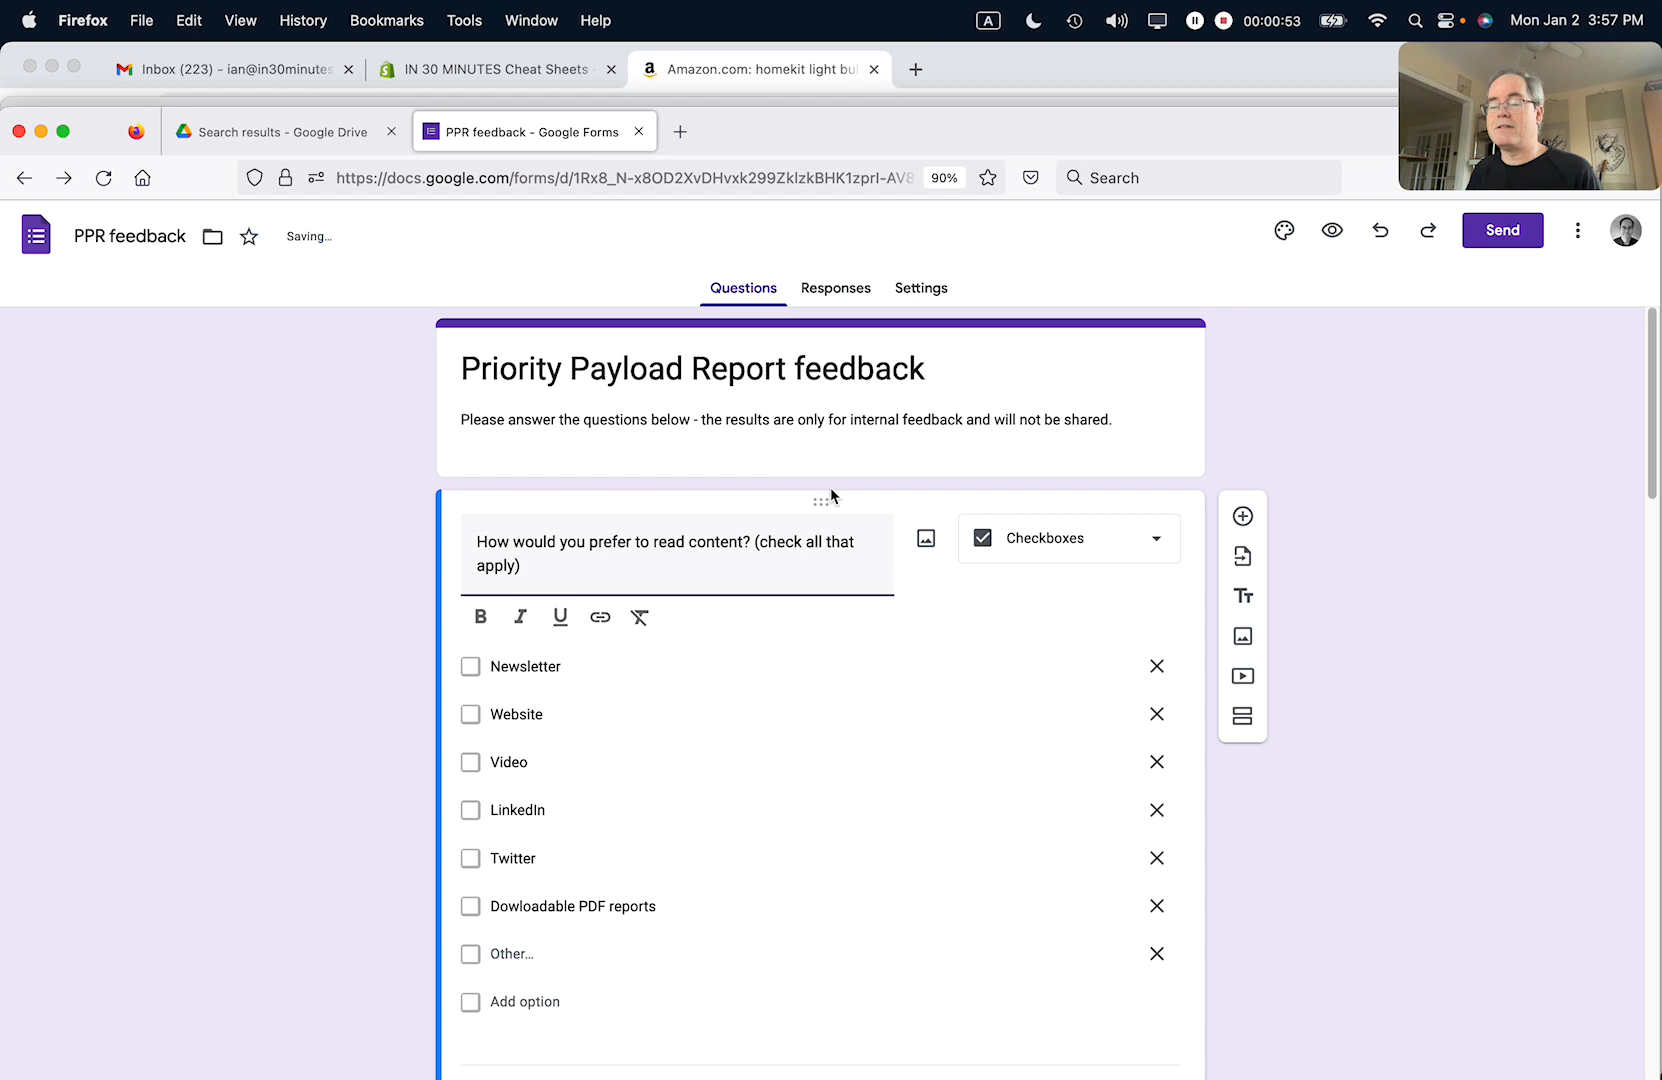 Firefox File Edit View History Bookmarks Tools Window Help A 00:00:53 Mon Jan 2 3:57 PM
Inbox (223) - ian@in30minutes IN 30 MINUTES Cheat Sheets - Amazon.com: homekit light bul
Search results - Google Drive PPR feedback - Google Forms
https://docs.google.com/forms/d/1Rx8_N-x8OD2XvDHvxk299ZkIzkBHK1zprI-AV8 90% Search
PPR feedback Saving... Send
Questions Responses Settings
Priority Payload Report feedback
Please answer the questions below - the results are only for internal feedback and will not be shared.
How would you prefer to read content? (check all that
apply)
Checkboxes
B I U
Tt
Newsletter
Website
Video
LinkedIn
Twitter
Dowloadable PDF reports
Other...
Add option